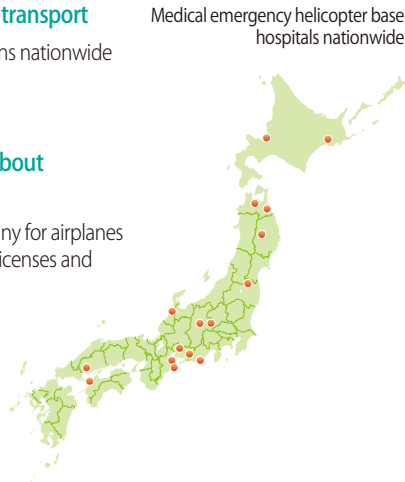 transport
Medical emergency helicopter base
hospitals nationwide
ns nationwide
bout
ny for airplanes
icenses and